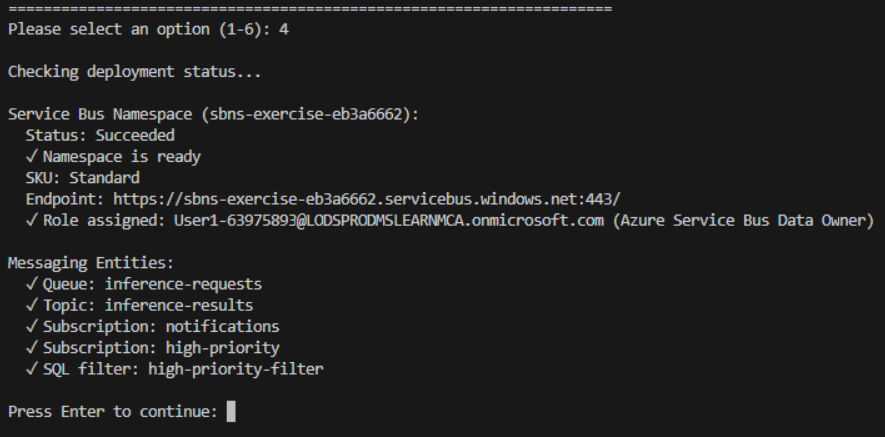 =====================================================================
Please select an option (1-6): 4
Checking deployment status...
Service Bus Namespace (sbns-exercise-eb3a6662):
Status: Succeeded
✓ Namespace is ready
SKU: Standard
Endpoint: https://sbns-exercise-eb3a6662.servicebus.windows.net:443/
✓ Role assigned: User1-63975893@LODSPRODMSLEARNMCA.onmicrosoft.com (Azure Service Bus Data Owner)
Messaging Entities:
✓ Queue: inference-requests
✓ Topic: inference-results
✓ Subscription: notifications
✓ Subscription: high-priority
✓ SQL filter: high-priority-filter
Press Enter to continue: